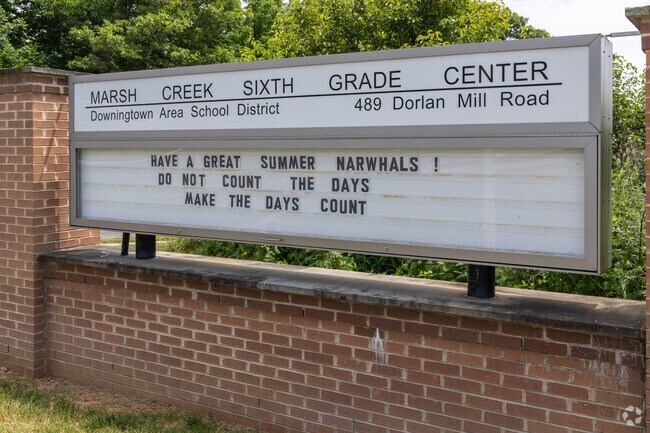 MARSH CREEK SIXTH GRADE CENTER
Downingtown Area School District 489 Dorlan Mill Road
HAVE A GREAT SUMMER NARWHALS !
DO NOT COUNT THE DAYS
MAKE THE DAYS COUNT